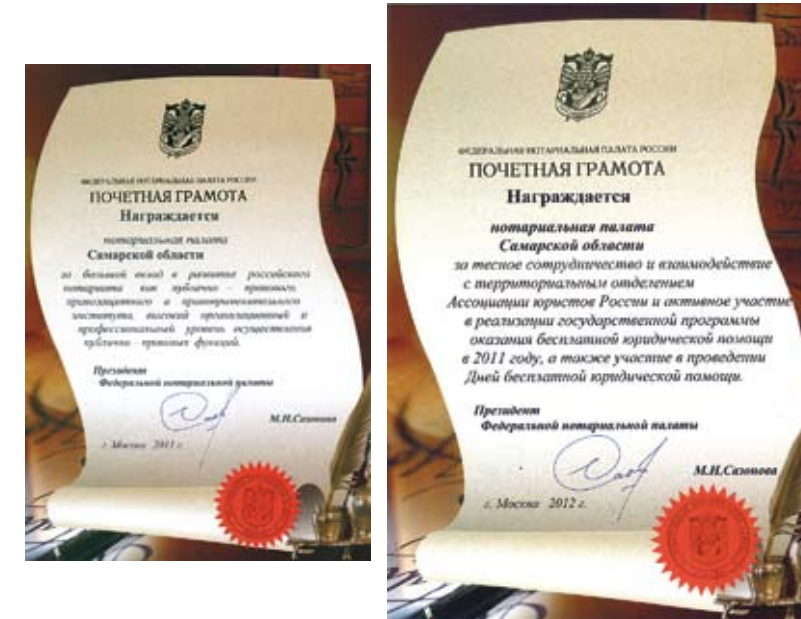 ФЕДЕРАЛЬНАЯ НОТАРИАЛЬНАЯ ПАЛАТА РОССИИ
ПОЧЕТНАЯ ГРАМОТА
Награждается
нотариальная палата
Самарской области
за большой вклад в развитие российского
нотариата как публично - правового,
правозащитного и правоприменительного
института, высокий организационный и
профессиональный уровень осуществления
публично - правовых функций.
Президент
Федеральной нотариальной палаты
М.И.Сазонова
г. Москва 2011 г.
ФЕДЕРАЛЬНАЯ НОТАРИАЛЬНАЯ ПАЛАТА РОССИИ
ПОЧЕТНАЯ ГРАМОТА
Награждается
нотариальная палата
Самарской области
за тесное сотрудничество и взаимодействие
с территориальным отделением
Ассоциации юристов России и активное участие
в реализации государственной программы
оказания бесплатной юридической помощи
в 2011 году, а также участие в проведении
Дней бесплатной юридической помощи.
Президент
Федеральной нотариальной палаты
М.И.Сазонова
г. Москва 2012 г.